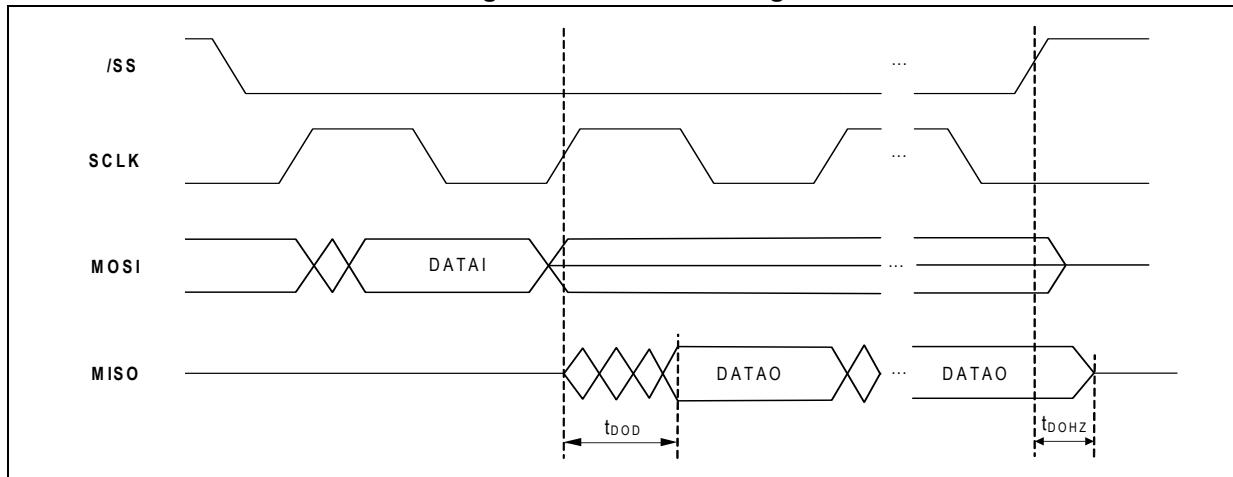 /SS
...
SCLK
...
MOSI
DATAI
...
MISO
DATAO
...
DATAO
tDOD
tDOHZ